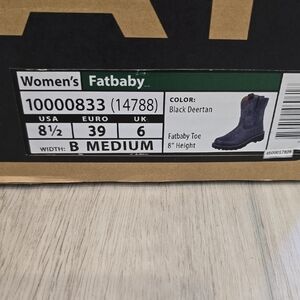 Women's Fatbaby
10000833 (14788)
USA EURO UK
8½ 39 6
WIDTH: B MEDIUM
COLOR:
Black Deertan
Fatbaby Toe
8" Height